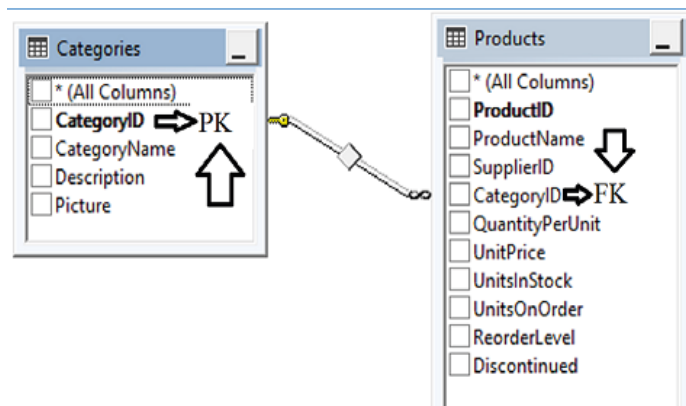 Categories
* (All Columns)
CategoryID PK
CategoryName
Description
Picture
Products
* (All Columns)
ProductID
ProductName
SupplierID
CategoryID FK
QuantityPerUnit
UnitPrice
UnitsInStock
UnitsOnOrder
ReorderLevel
Discontinued